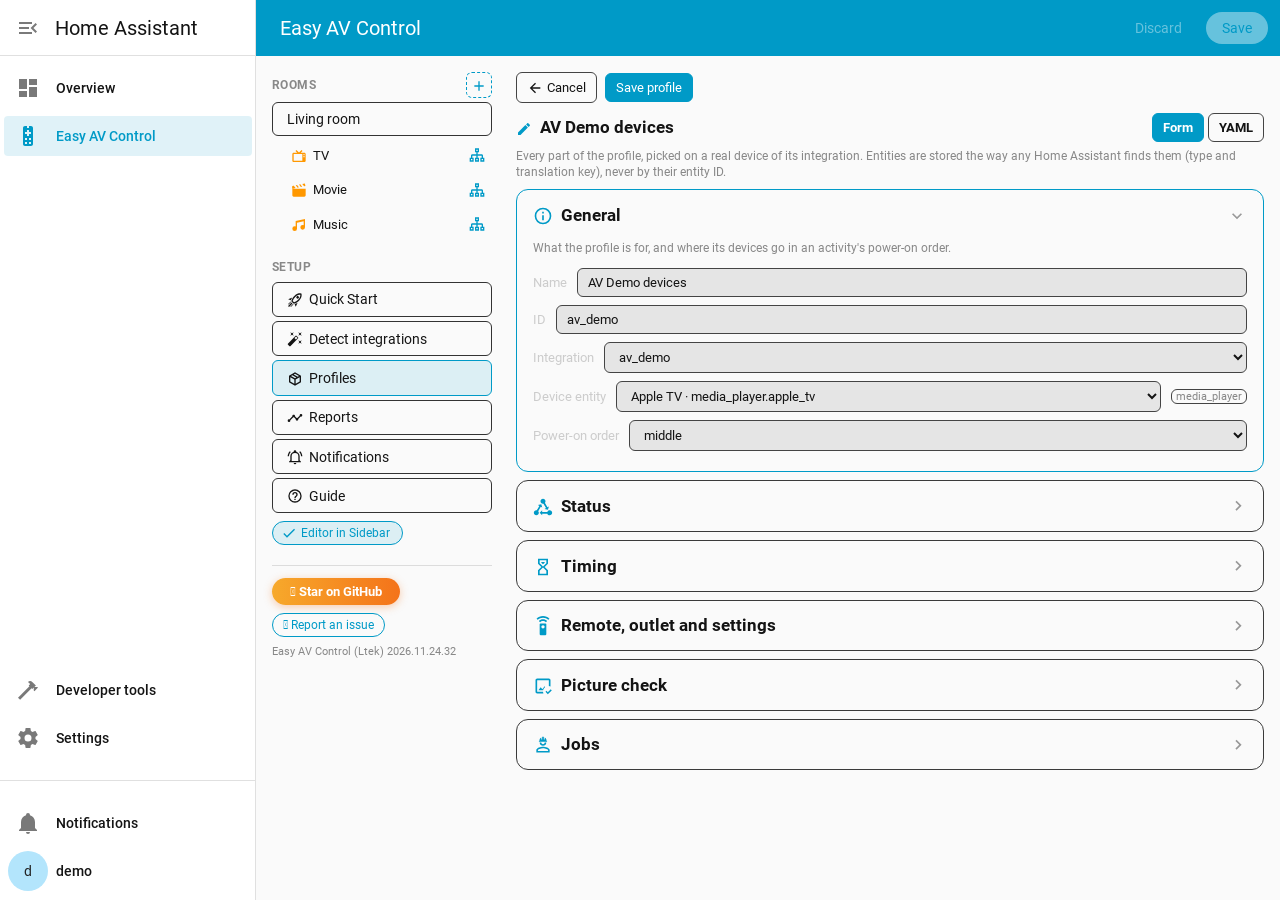 Home Assistant
Easy AV Control
Discard
Save
Overview
Easy AV Control
Developer tools
Settings
Notifications
d
demo
ROOMS
Living room
TV
Movie
Music
SETUP
Quick Start
Detect integrations
Profiles
Reports
Notifications
Guide
Editor in Sidebar
Star on GitHub
Report an issue
Easy AV Control (Ltek) 2026.11.24.32
Cancel
Save profile
AV Demo devices
Form
YAML
Every part of the profile, picked on a real device of its integration. Entities are stored the way any Home Assistant finds them (type and
translation key), never by their entity ID.
General
What the profile is for, and where its devices go in an activity's power-on order.
Name
AV Demo devices
ID
av_demo
Integration
av_demo
Device entity
Apple TV · media_player.apple_tv
media_player
Power-on order
middle
Status
Timing
Remote, outlet and settings
Picture check
Jobs